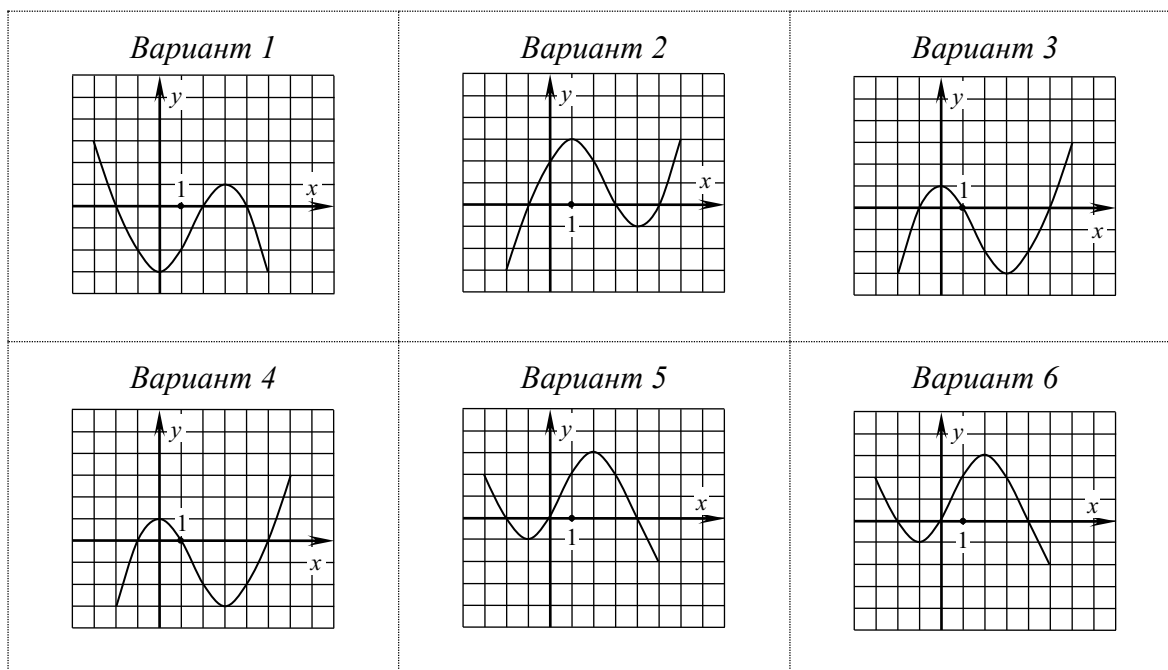 Вариант 1
y
1
x
Вариант 2
y
x
1
Вариант 3
y
1
x
Вариант 4
y
1
x
Вариант 5
y
x
1
Вариант 6
y
x
1